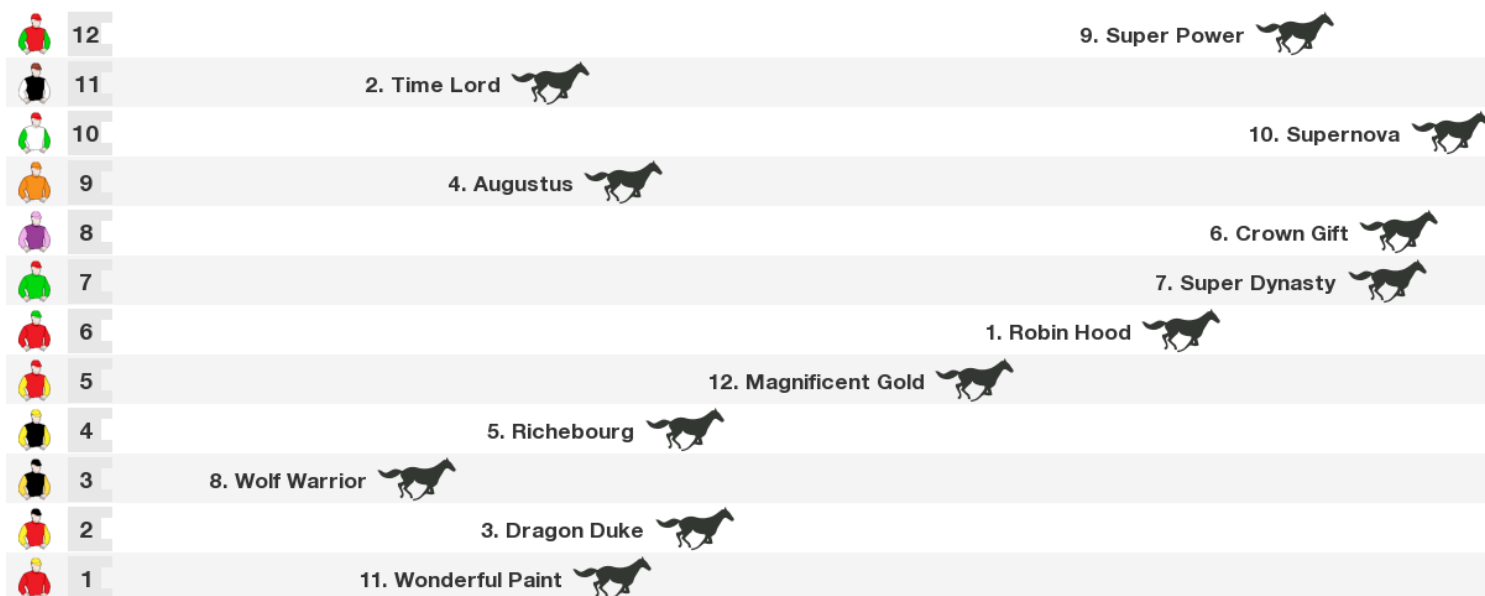 12 9. Super Power
11 2. Time Lord
10 10. Supernova
9 4. Augustus
8 6. Crown Gift
7 7. Super Dynasty
6 1. Robin Hood
5 12. Magnificent Gold
4 5. Richebourg
3 8. Wolf Warrior
2 3. Dragon Duke
1 11. Wonderful Paint